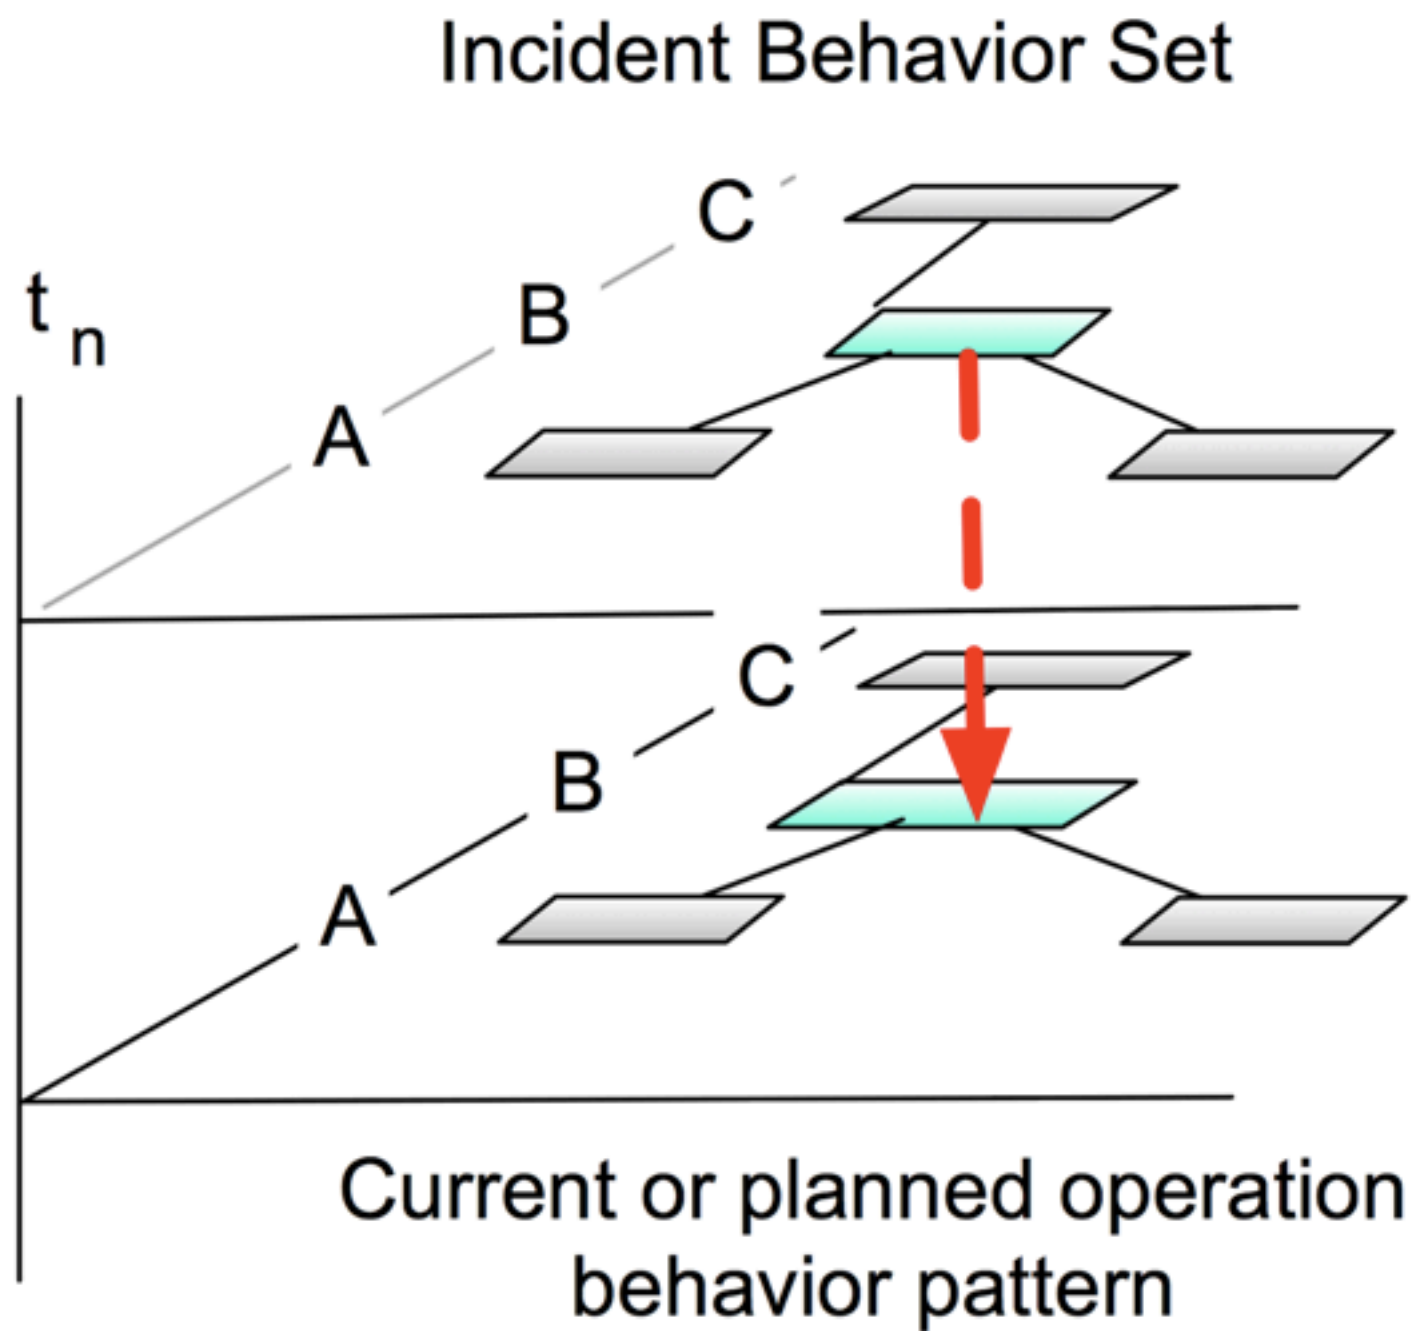 Incident Behavior Set
C
B
t n
A
C
B
A
Current or planned operation
behavior pattern